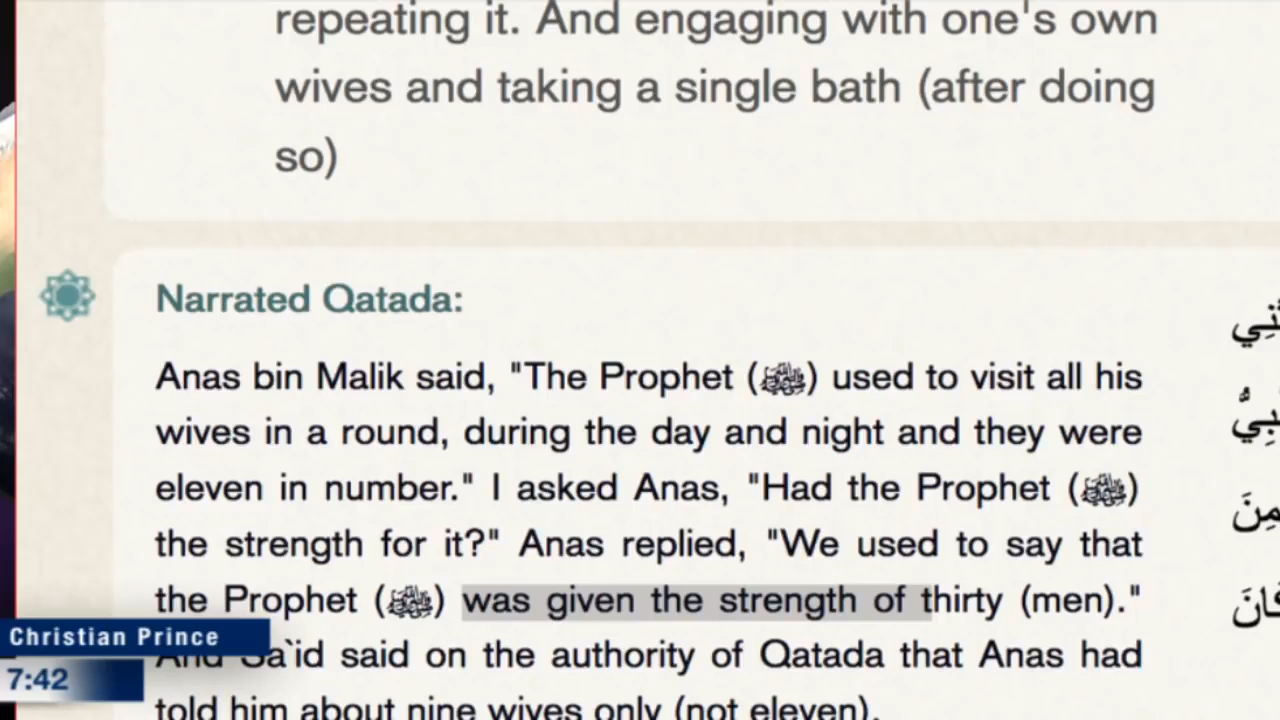 repeating it. And engaging with one's own
wives and taking a single bath (after doing
so)
Narrated Qatada:
Anas bin Malik said, "The Prophet (ﷺ) used to visit all his
wives in a round, during the day and night and they were
eleven in number." I asked Anas, "Had the Prophet (ﷺ)
the strength for it?" Anas replied, "We used to say that
the Prophet (ﷺ) was given the strength of thirty (men)."
And Sa`id said on the authority of Qatada that Anas had
told him about nine wives only (not eleven).
مِنَ
Christian Prince
7:42